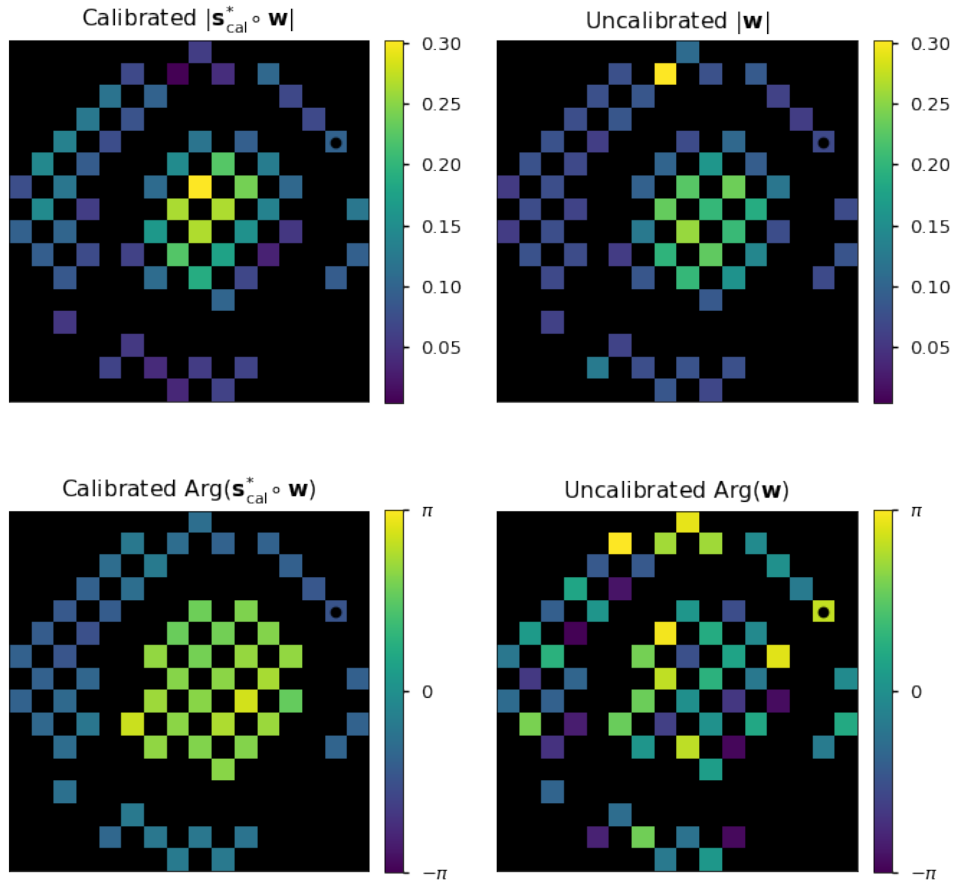 Calibrated |s*cal ∘ w|
Uncalibrated |w|
0.30
0.25
0.20
0.15
0.10
0.05
0.30
0.25
0.20
0.15
0.10
0.05
Calibrated Arg(s*cal ∘ w)
Uncalibrated Arg(w)
π
0
−π
π
0
−π